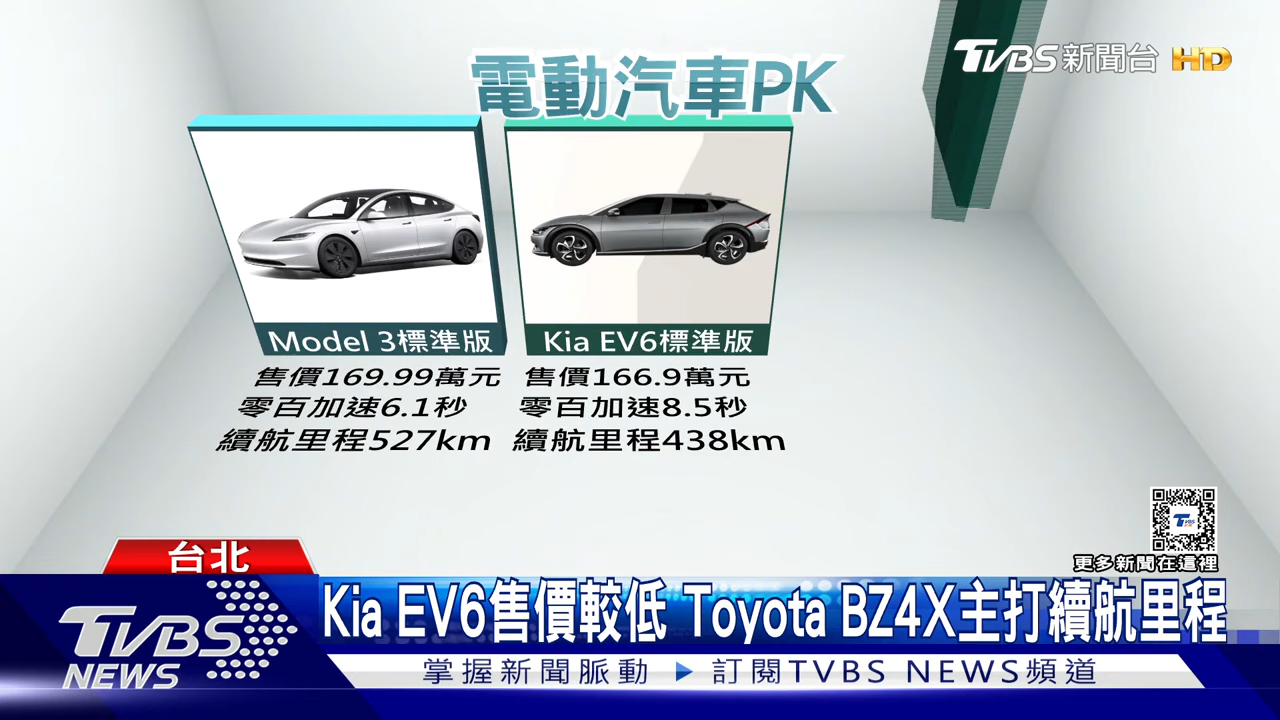 電動汽車PK
TVBS新聞台 HD
Model 3標準版
售價169.99萬元
零百加速6.1秒
續航里程527km
Kia EV6標準版
售價166.9萬元
零百加速8.5秒
續航里程438km
TVBS
更多新聞在這裡
台北
Kia EV6售價較低 Toyota BZ4X主打續航里程
TVBS
NEWS
掌握新聞脈動 ▶ 訂閱TVBS NEWS頻道